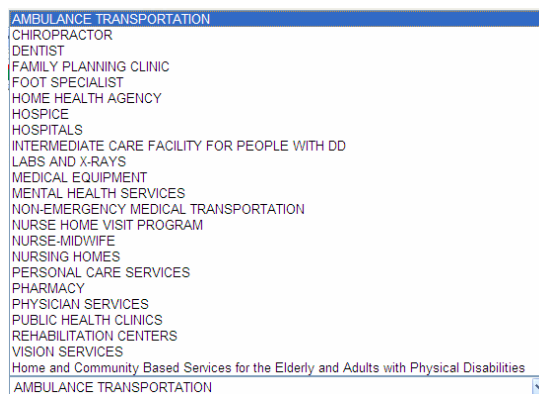 AMBULANCE TRANSPORTATION
CHIROPRACTOR
DENTIST
FAMILY PLANNING CLINIC
FOOT SPECIALIST
HOME HEALTH AGENCY
HOSPICE
HOSPITALS
INTERMEDIATE CARE FACILITY FOR PEOPLE WITH DD
LABS AND X-RAYS
MEDICAL EQUIPMENT
MENTAL HEALTH SERVICES
NON-EMERGENCY MEDICAL TRANSPORTATION
NURSE HOME VISIT PROGRAM
NURSE-MIDWIFE
NURSING HOMES
PERSONAL CARE SERVICES
PHARMACY
PHYSICIAN SERVICES
PUBLIC HEALTH CLINICS
REHABILITATION CENTERS
VISION SERVICES
Home and Community Based Services for the Elderly and Adults with Physical Disabilities
AMBULANCE TRANSPORTATION